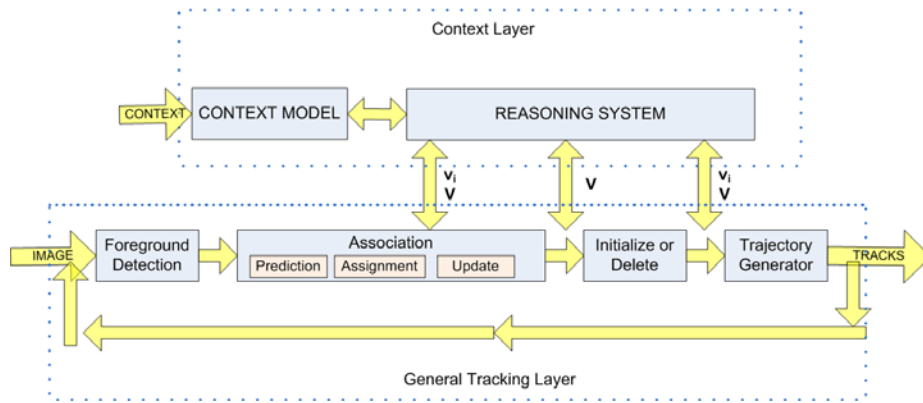 Context Layer
CONTEXT
CONTEXT MODEL
REASONING SYSTEM
vi
V
V
vi
V
IMAGE
Foreground
Detection
Association
Prediction
Assignment
Update
Initialize or
Delete
Trajectory
Generator
TRACKS
General Tracking Layer